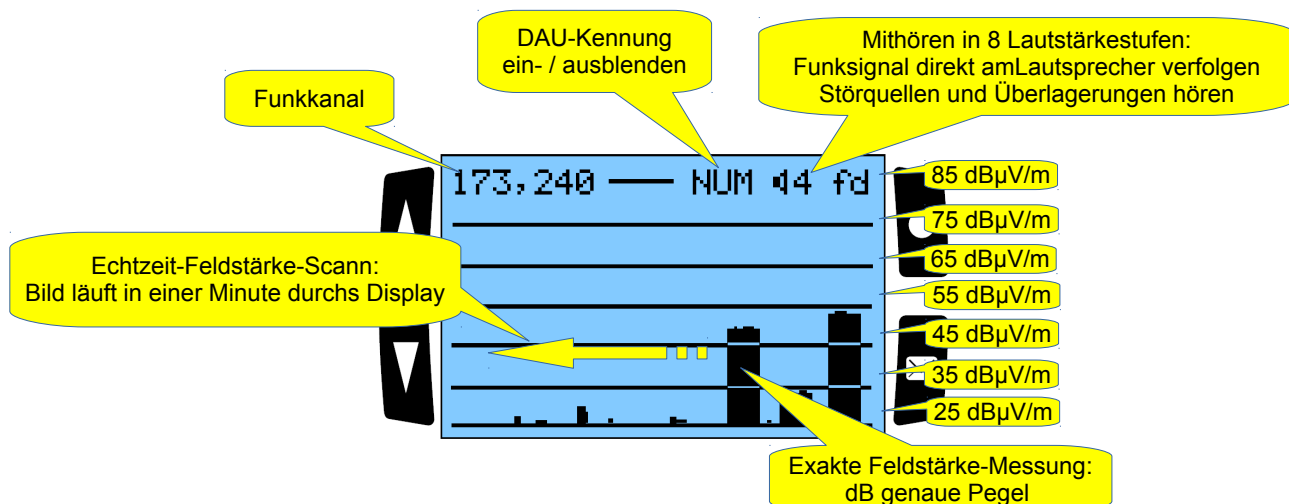 DAU-Kennung
ein- / ausblenden
Mithören in 8 Lautstärkestufen:
Funksignal direkt amLautsprecher verfolgen
Störquellen und Überlagerungen hören
Funkkanal
173,240 NUM 4 fd
85 dBµV/m
75 dBµV/m
65 dBµV/m
Echtzeit-Feldstärke-Scann:
Bild läuft in einer Minute durchs Display
55 dBµV/m
45 dBµV/m
35 dBµV/m
25 dBµV/m
Exakte Feldstärke-Messung:
dB genaue Pegel